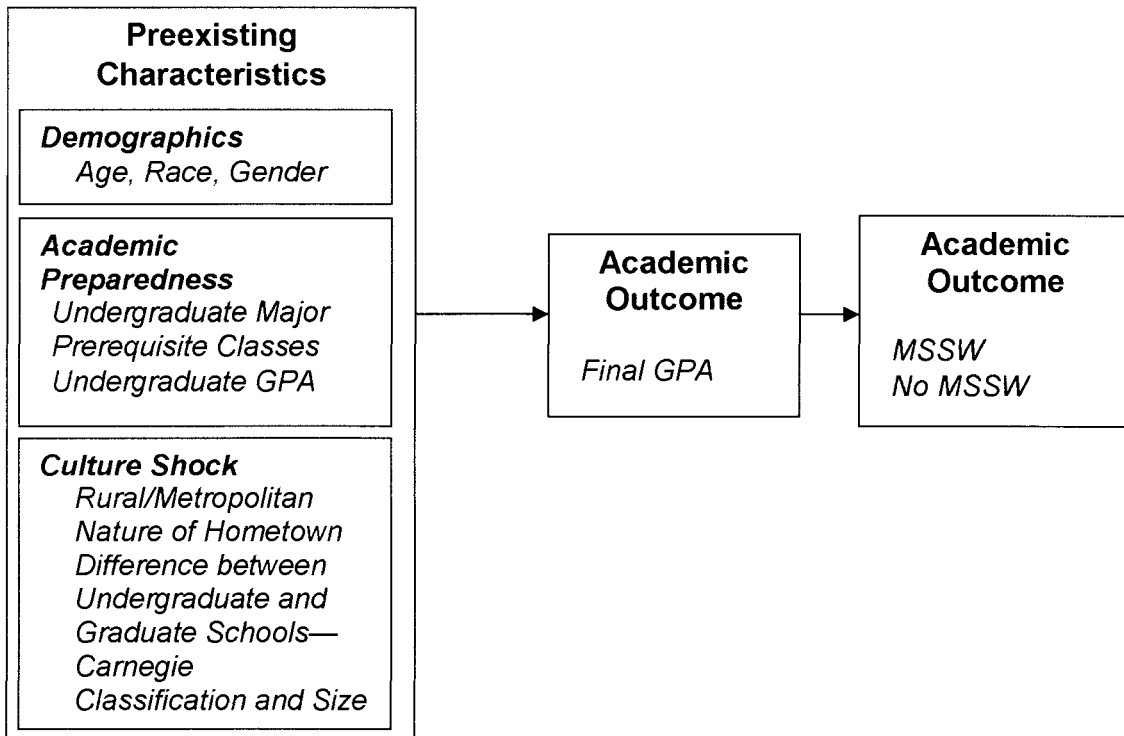 Preexisting
Characteristics
Demographics
Age, Race, Gender
Academic
Preparedness
Undergraduate Major
Prerequisite Classes
Undergraduate GPA
Culture Shock
Rural/Metropolitan
Nature of Hometown
Difference between
Undergraduate and
Graduate Schools—
Carnegie
Classification and Size
Academic
Outcome
Final GPA
Academic
Outcome
MSSW
No MSSW